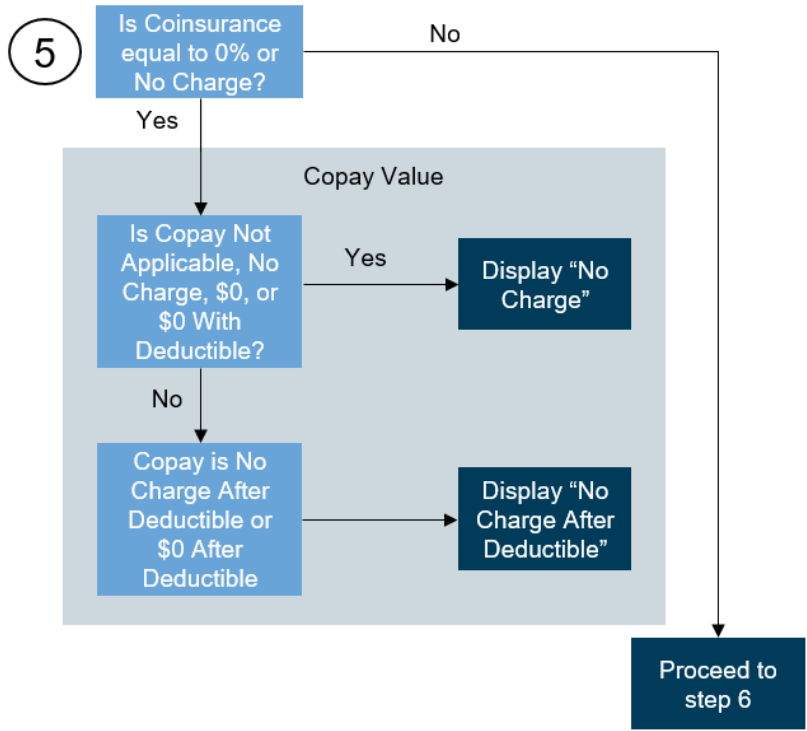 5
Is Coinsurance
equal to 0% or
No Charge?
No
Yes
Copay Value
Is Copay Not
Applicable, No
Charge, $0, or
$0 With
Deductible?
Yes
Display “No
Charge”
No
Copay is No
Charge After
Deductible or
$0 After
Deductible
Display “No
Charge After
Deductible”
Proceed to
step 6